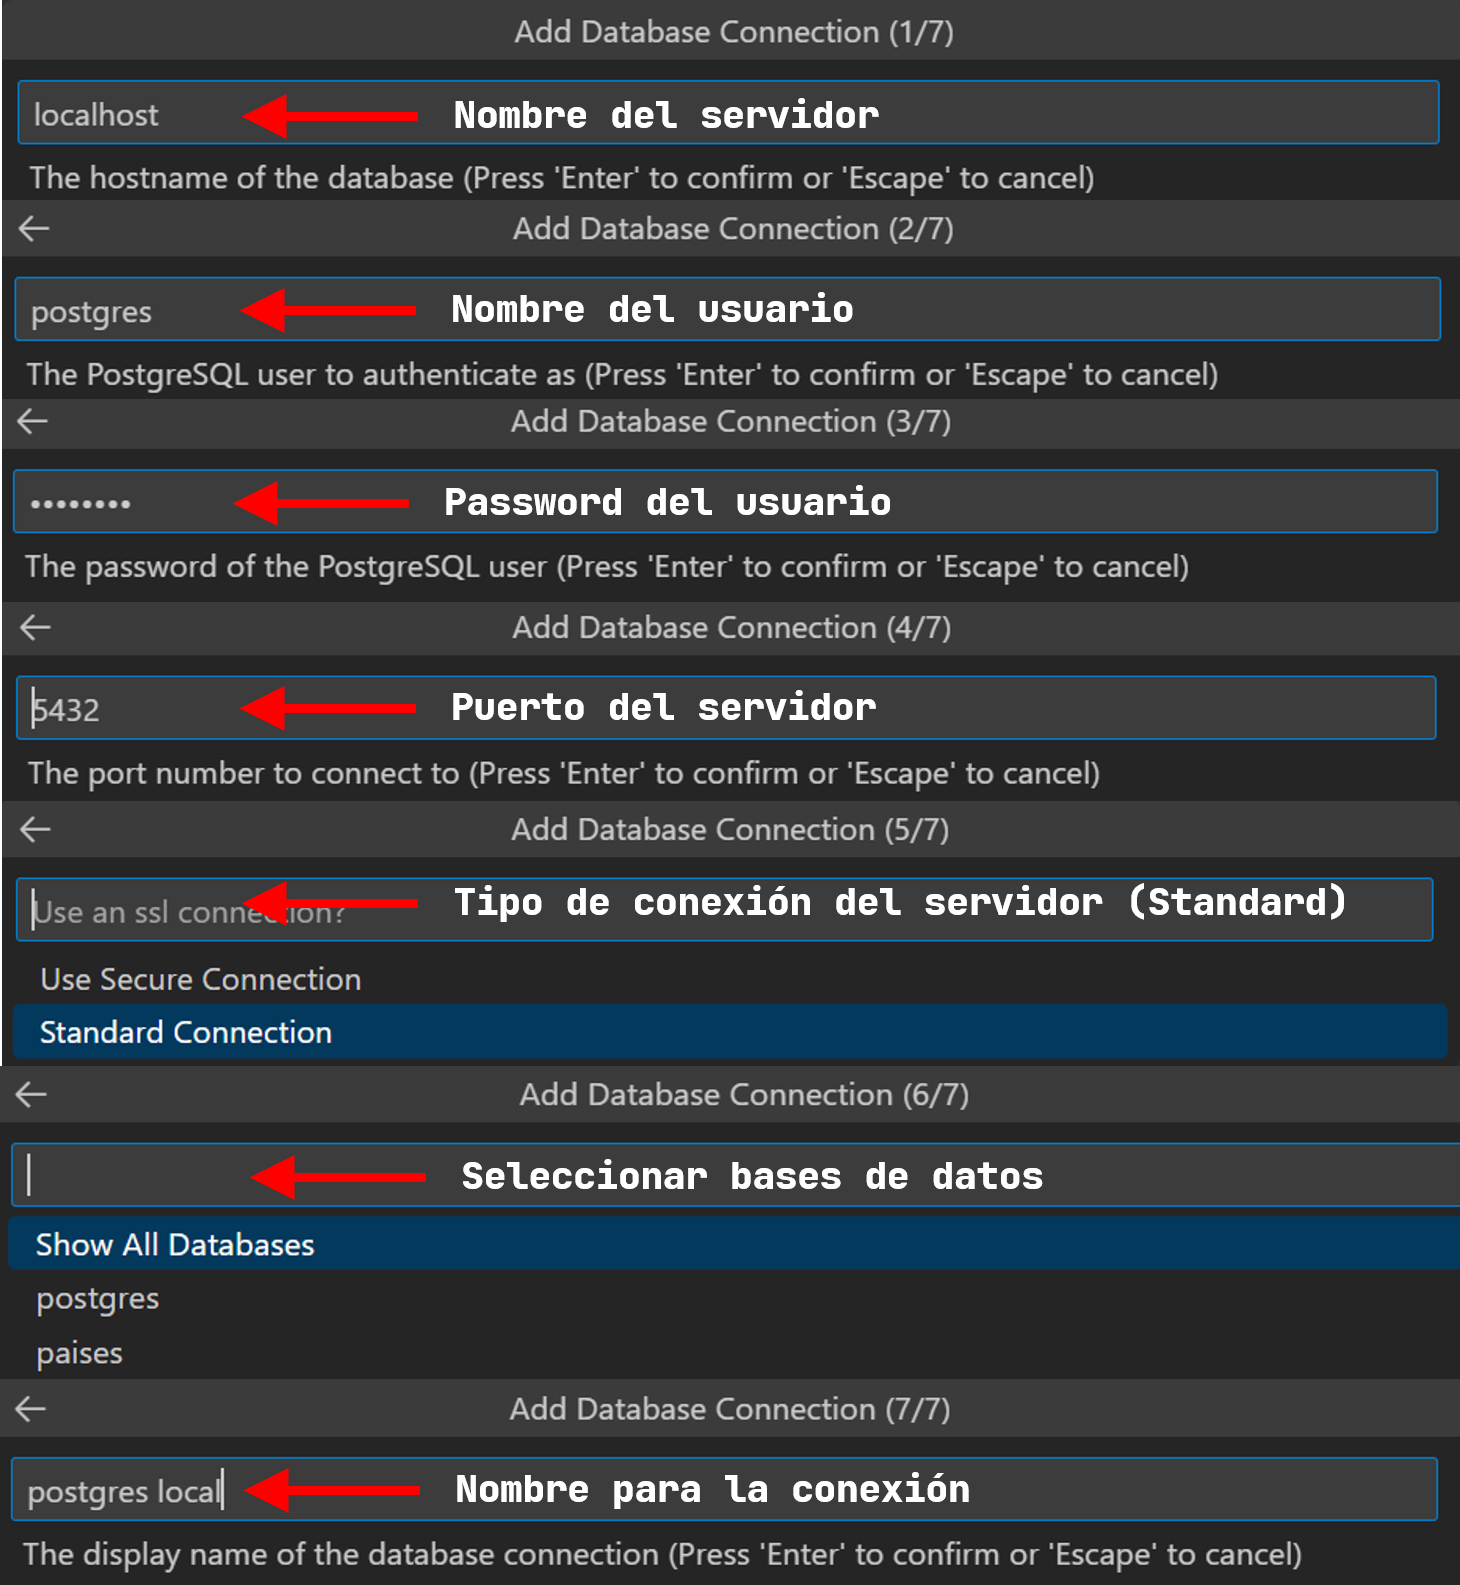 Add Database Connection (1/7)
localhost Nombre del servidor
The hostname of the database (Press 'Enter' to confirm or 'Escape' to cancel)
Add Database Connection (2/7)
postgres Nombre del usuario
The PostgreSQL user to authenticate as (Press 'Enter' to confirm or 'Escape' to cancel)
Add Database Connection (3/7)
•••••••• Password del usuario
The password of the PostgreSQL user (Press 'Enter' to confirm or 'Escape' to cancel)
Add Database Connection (4/7)
5432 Puerto del servidor
The port number to connect to (Press 'Enter' to confirm or 'Escape' to cancel)
Add Database Connection (5/7)
Use an ssl connection? Tipo de conexión del servidor (Standard)
Use Secure Connection
Standard Connection
Add Database Connection (6/7)
Seleccionar bases de datos
Show All Databases
postgres
paises
Add Database Connection (7/7)
postgres local Nombre para la conexión
The display name of the database connection (Press 'Enter' to confirm or 'Escape' to cancel)